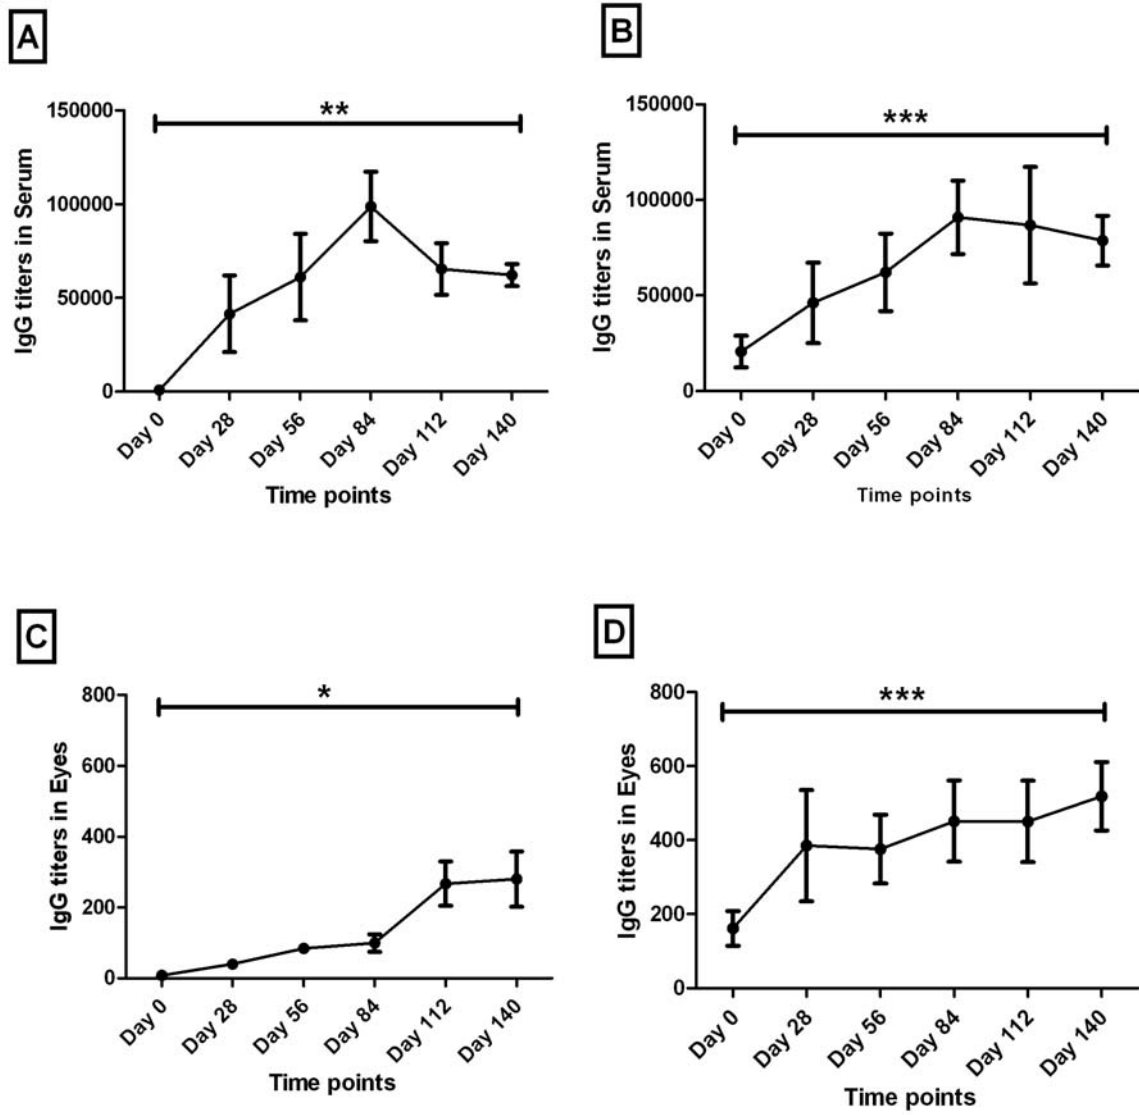 A
**
150000
100000
50000
0
IgG titers in Serum
Day 0
Day 28
Day 56
Day 84
Day 112
Day 140
Time points
B
***
150000
100000
50000
0
IgG titers in Serum
Day 0
Day 28
Day 56
Day 84
Day 112
Day 140
Time points
C
*
800
600
400
200
0
IgG titers in Eyes
Day 0
Day 28
Day 56
Day 84
Day 112
Day 140
Time points
D
***
800
600
400
200
0
IgG titers in Eyes
Day 0
Day 28
Day 56
Day 84
Day 112
Day 140
Time points